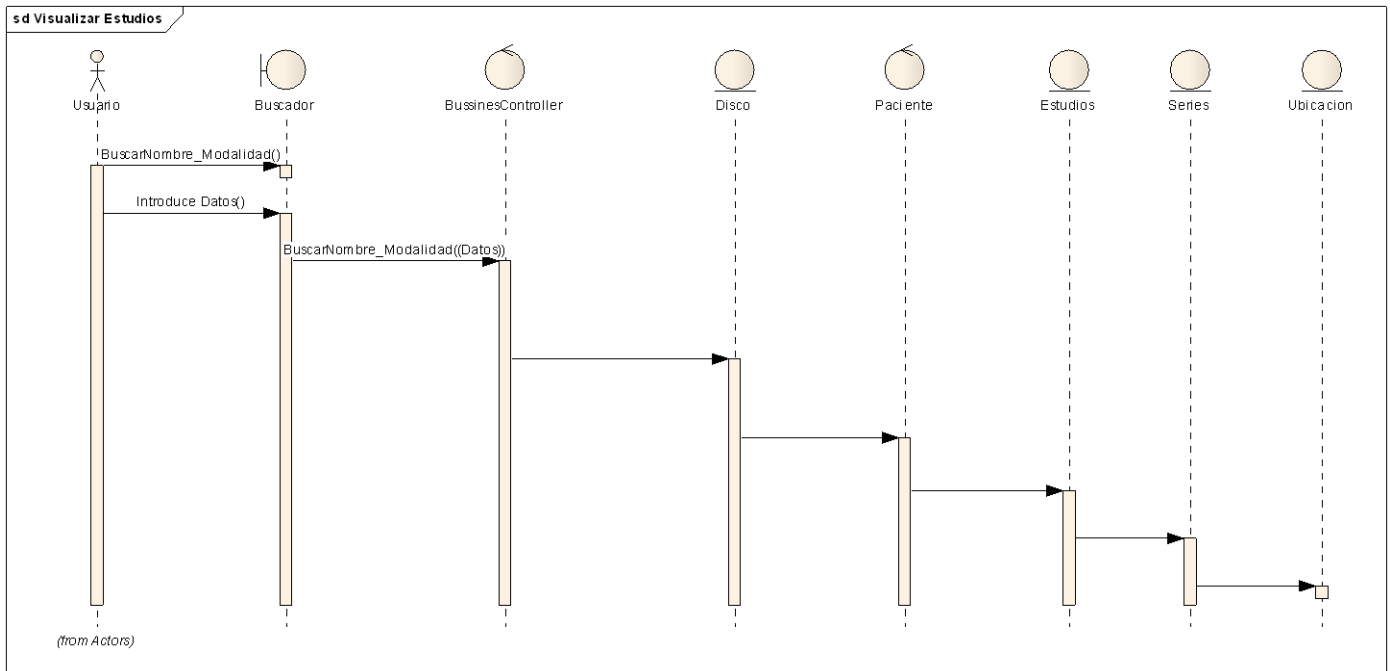 sd Visualizar Estudios
Usuario
Buscador
BussinesController
Disco
Paciente
Estudios
Series
Ubicacion
BuscarNombre_Modalidad()
Introduce Datos()
BuscarNombre_Modalidad((Datos))
(from Actors)